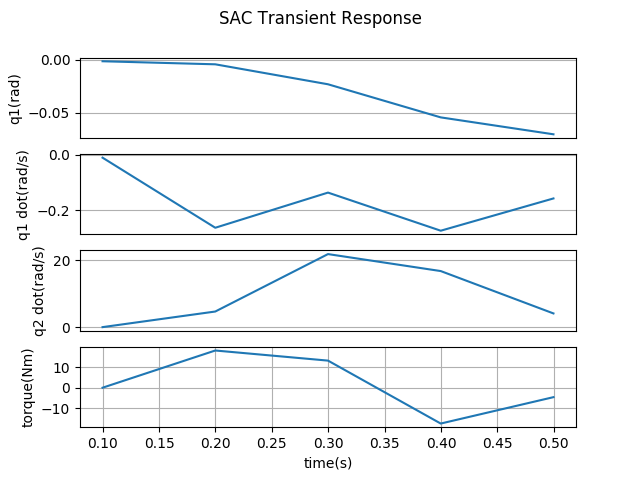 SAC Transient Response
q1(rad)
0.00
−0.05
q1 dot(rad/s)
0.0
−0.2
q2 dot(rad/s)
20
0
torque(Nm)
10
0
−10
0.10 0.15 0.20 0.25 0.30 0.35 0.40 0.45 0.50
time(s)